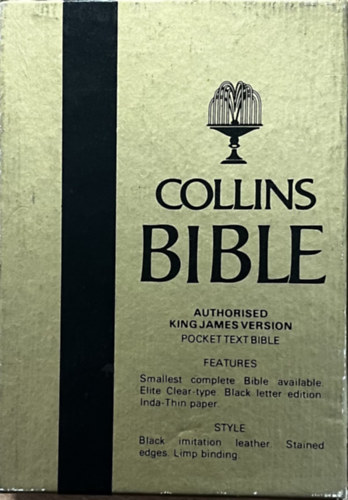 COLLINS
BIBLE
AUTHORISED
KING JAMES VERSION
POCKET TEXT BIBLE
FEATURES
Smallest complete Bible available
Elite Clear-type. Black letter edition
Inda-Thin paper.
STYLE
Black imitation leather. Stained
edges. Limp binding.